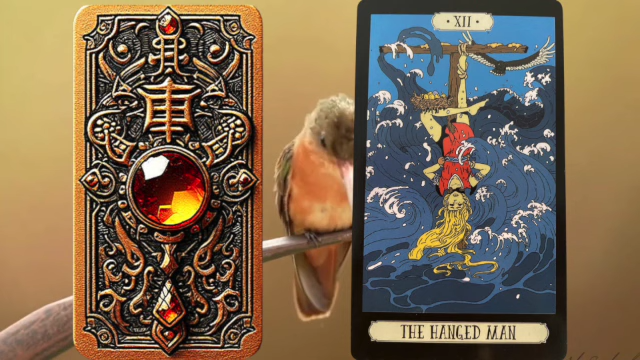 · XII ·
THE HANGED MAN